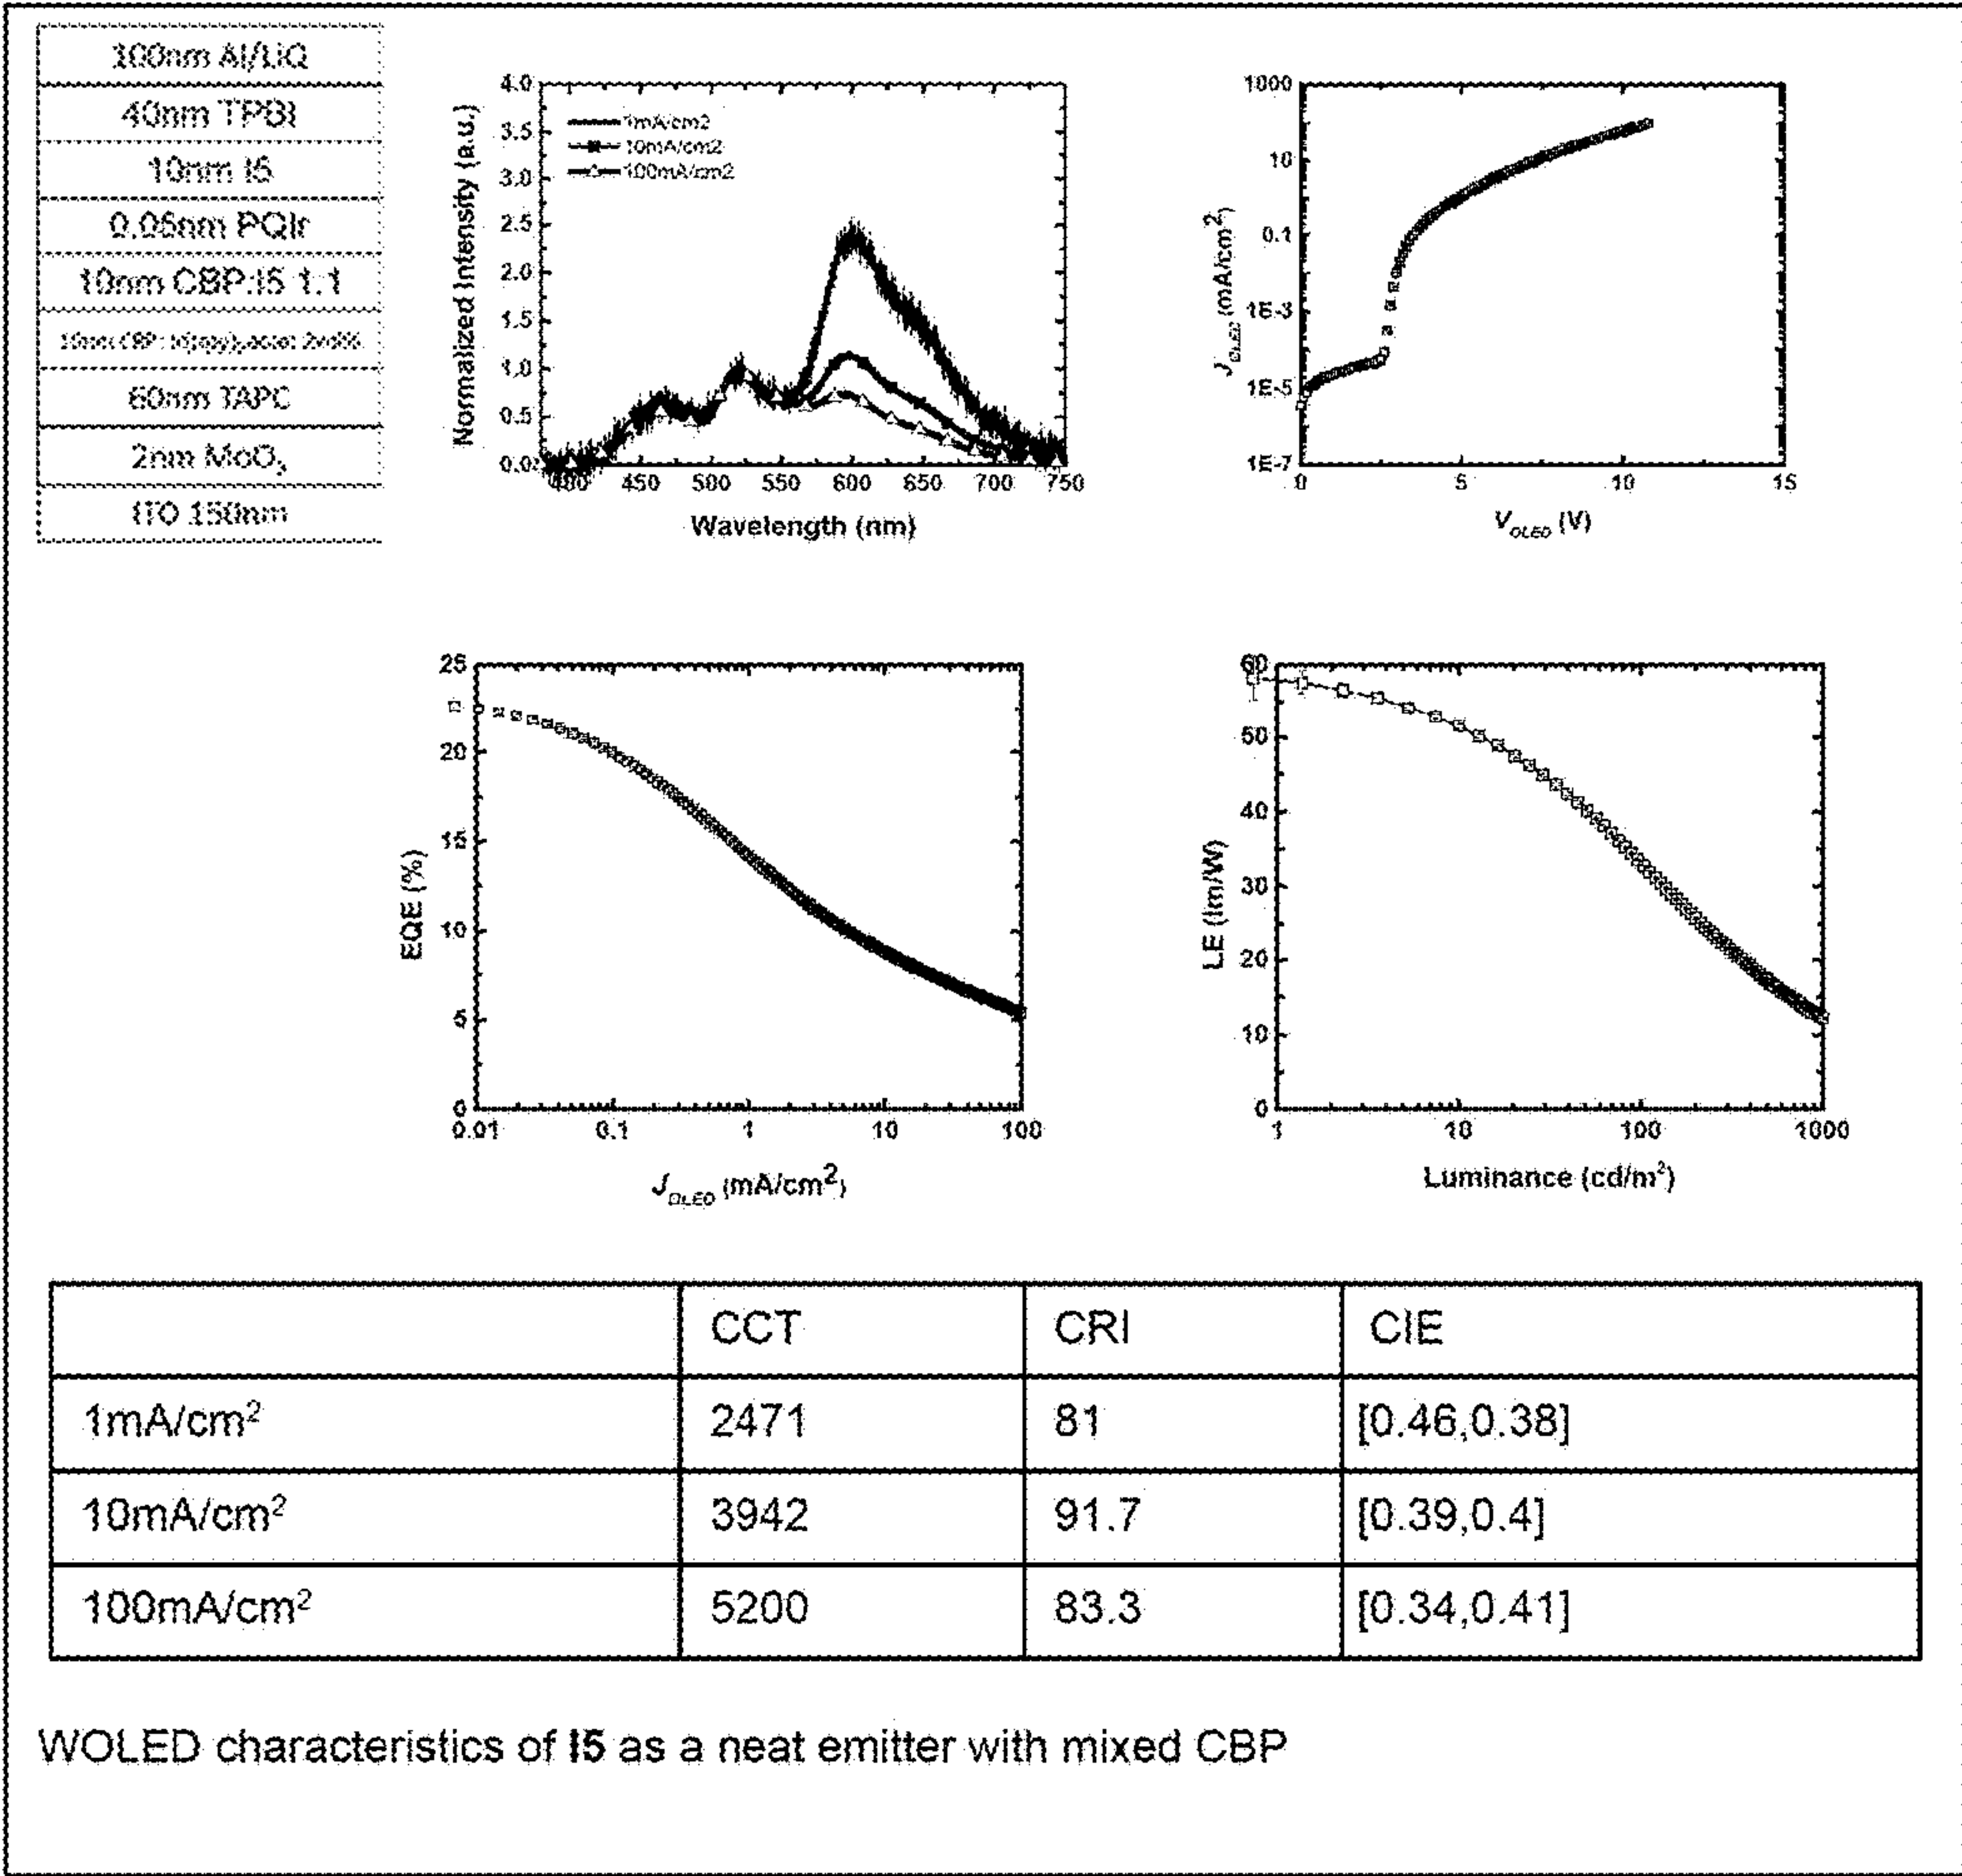 100nm Al/LiQ
40nm TPBI
10nm I5
0.05nm PQIr
10nm CBP:I5 1:1
60nm TAPC
2nm MoO₃
ITO 150nm
4.0
3.5
3.0
2.5
2.0
1.5
1.0
0.5
0.0
Normalized Intensity (a.u.)
1mA/cm2
10mA/cm2
100mA/cm2
400 450 500 550 600 650 700 750
Wavelength (nm)
1000
10
0.1
1E-3
1E-5
1E-7
J_OLED (mA/cm²)
0 5 10 15
V_OLED (V)
25
20
15
10
5
0
EQE (%)
0.01 0.1 1 10 100
J_OLED (mA/cm²)
60
50
40
30
20
10
0
LE (lm/W)
1 10 100 1000
Luminance (cd/m²)
CCT CRI CIE
1mA/cm² 2471 81 [0.46,0.38]
10mA/cm² 3942 91.7 [0.39,0.4]
100mA/cm² 5200 83.3 [0.34,0.41]
WOLED characteristics of I5 as a neat emitter with mixed CBP